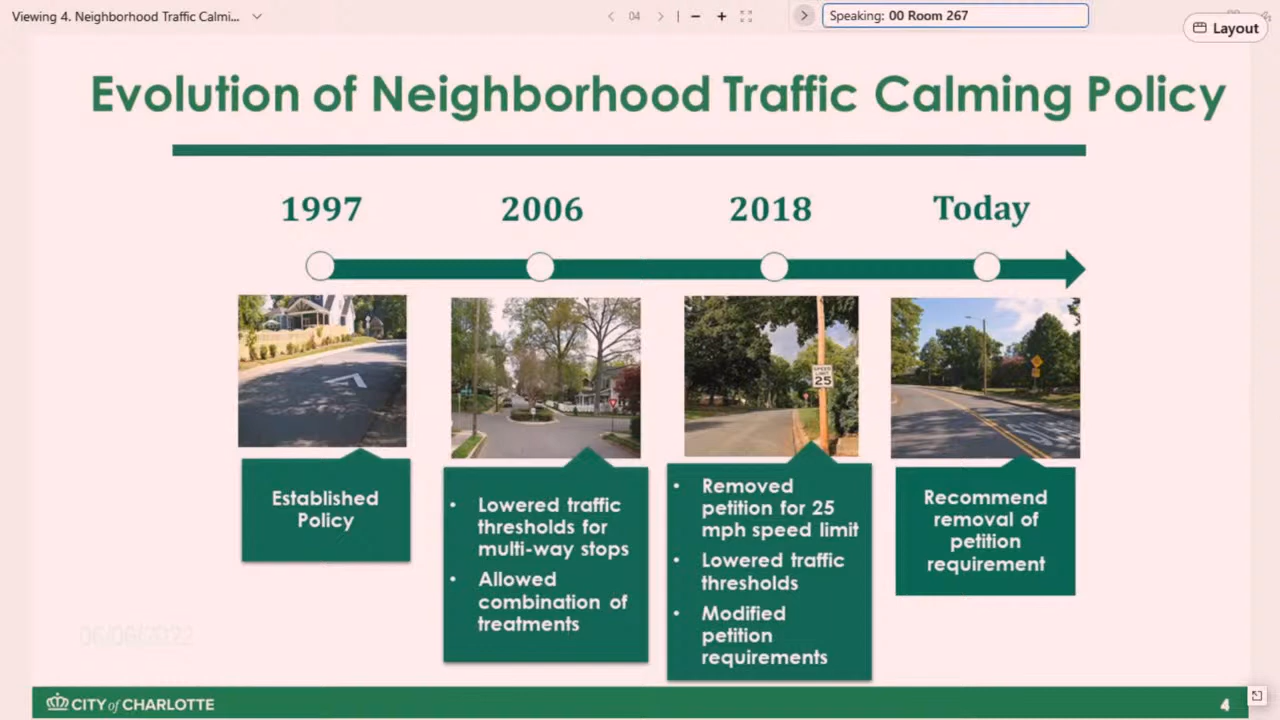 Viewing 4. Neighborhood Traffic Calmi...
04
Speaking: 00 Room 267
Layout
Evolution of Neighborhood Traffic Calming Policy
1997
2006
2018
Today
SPEED
LIMIT
25
Established
Policy
• Lowered traffic
thresholds for
multi-way stops
• Allowed
combination of
treatments
• Removed
petition for 25
mph speed limit
• Lowered traffic
thresholds
• Modified
petition
requirements
Recommend
removal of
petition
requirement
06/06/2022
CITY of CHARLOTTE
4